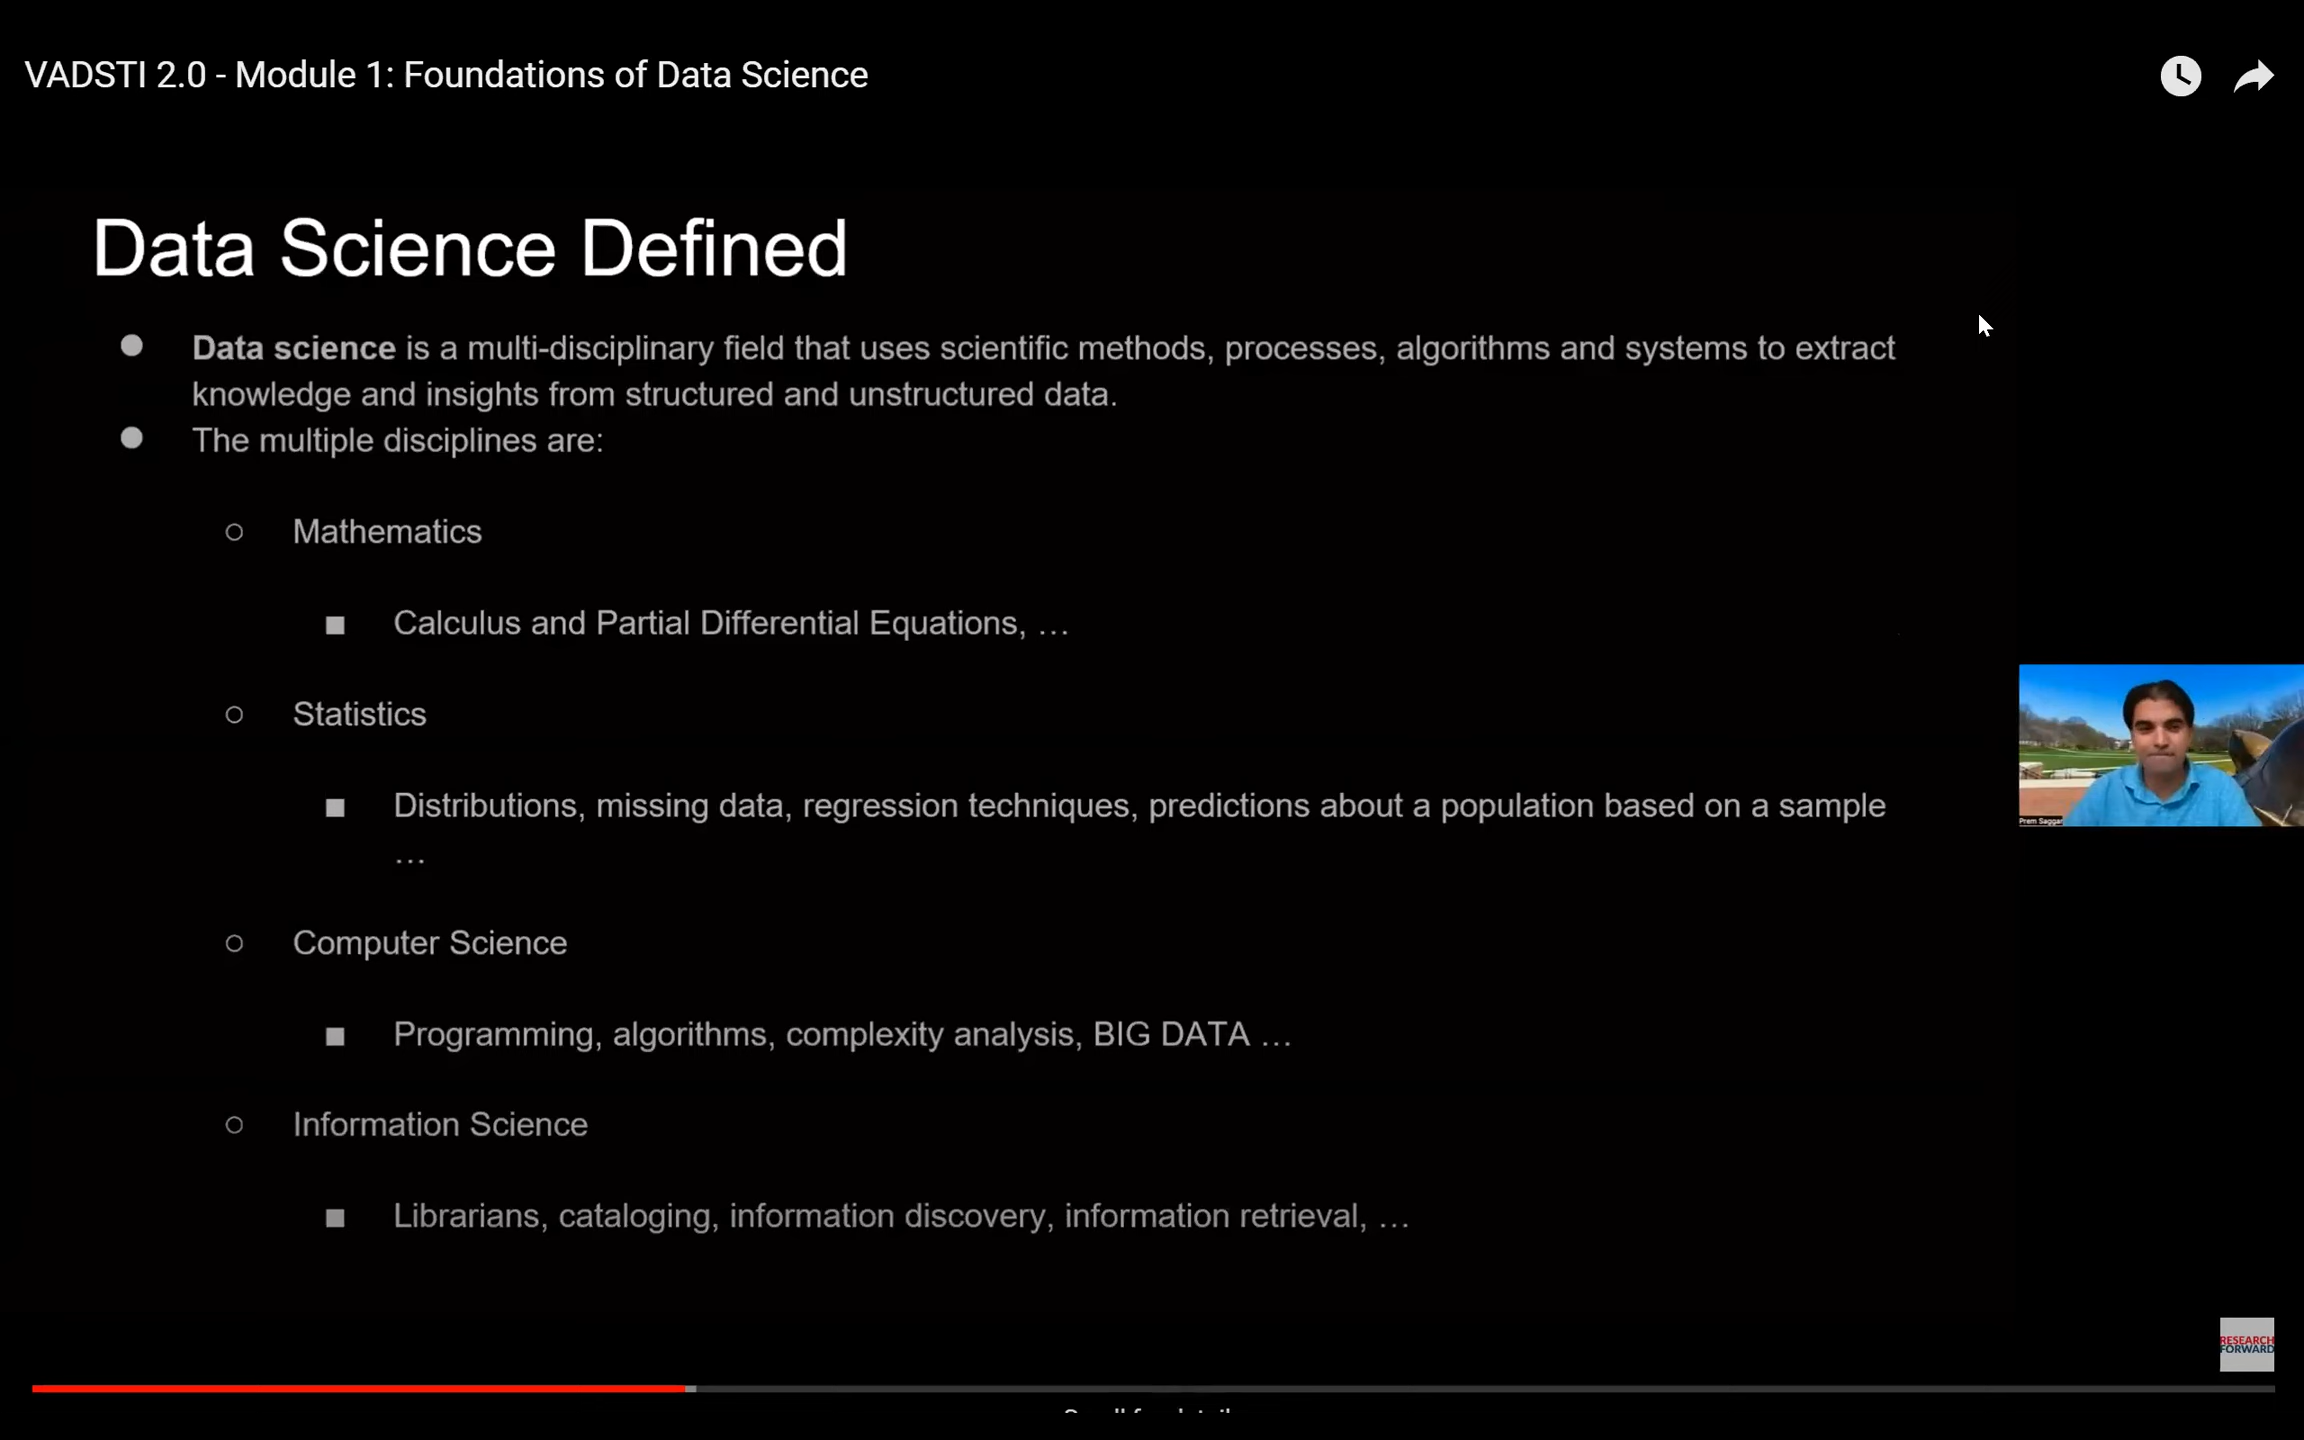 VADSTI 2.0 - Module 1: Foundations of Data Science
Data Science Defined
● Data science is a multi-disciplinary field that uses scientific methods, processes, algorithms and systems to extract
knowledge and insights from structured and unstructured data.
● The multiple disciplines are:
○ Mathematics
■ Calculus and Partial Differential Equations, …
○ Statistics
■ Distributions, missing data, regression techniques, predictions about a population based on a sample
…
○ Computer Science
■ Programming, algorithms, complexity analysis, BIG DATA …
○ Information Science
■ Librarians, cataloging, information discovery, information retrieval, …
Prem Saggar
RESEARCH
FORWARD